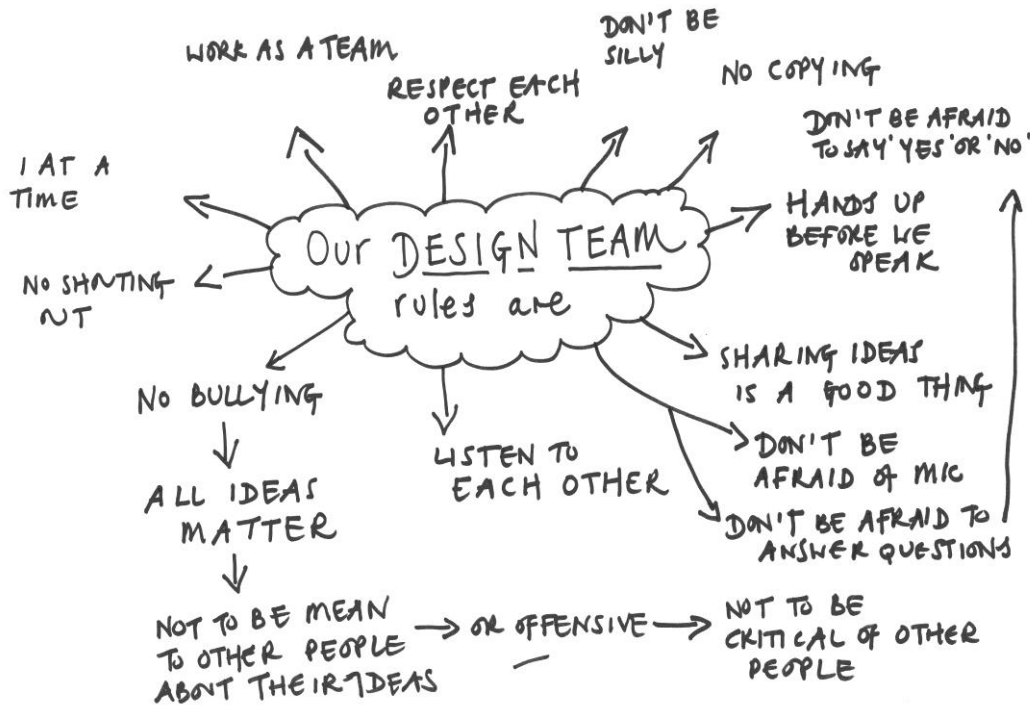 Our DESIGN TEAM
rules are
WORK AS A TEAM
RESPECT EACH
OTHER
DON'T BE
SILLY
NO COPYING
DON'T BE AFRAID
TO SAY 'YES' OR 'NO'
HANDS UP
BEFORE WE
SPEAK
SHARING IDEAS
IS A GOOD THING
DON'T BE
AFRAID OF MIC
DON'T BE AFRAID TO
ANSWER QUESTIONS
LISTEN TO
EACH OTHER
1 AT A
TIME
NO SHOUTING
OUT
NO BULLYING
ALL IDEAS
MATTER
NOT TO BE MEAN
TO OTHER PEOPLE
ABOUT THEIR IDEAS
OR OFFENSIVE
NOT TO BE
CRITICAL OF OTHER
PEOPLE